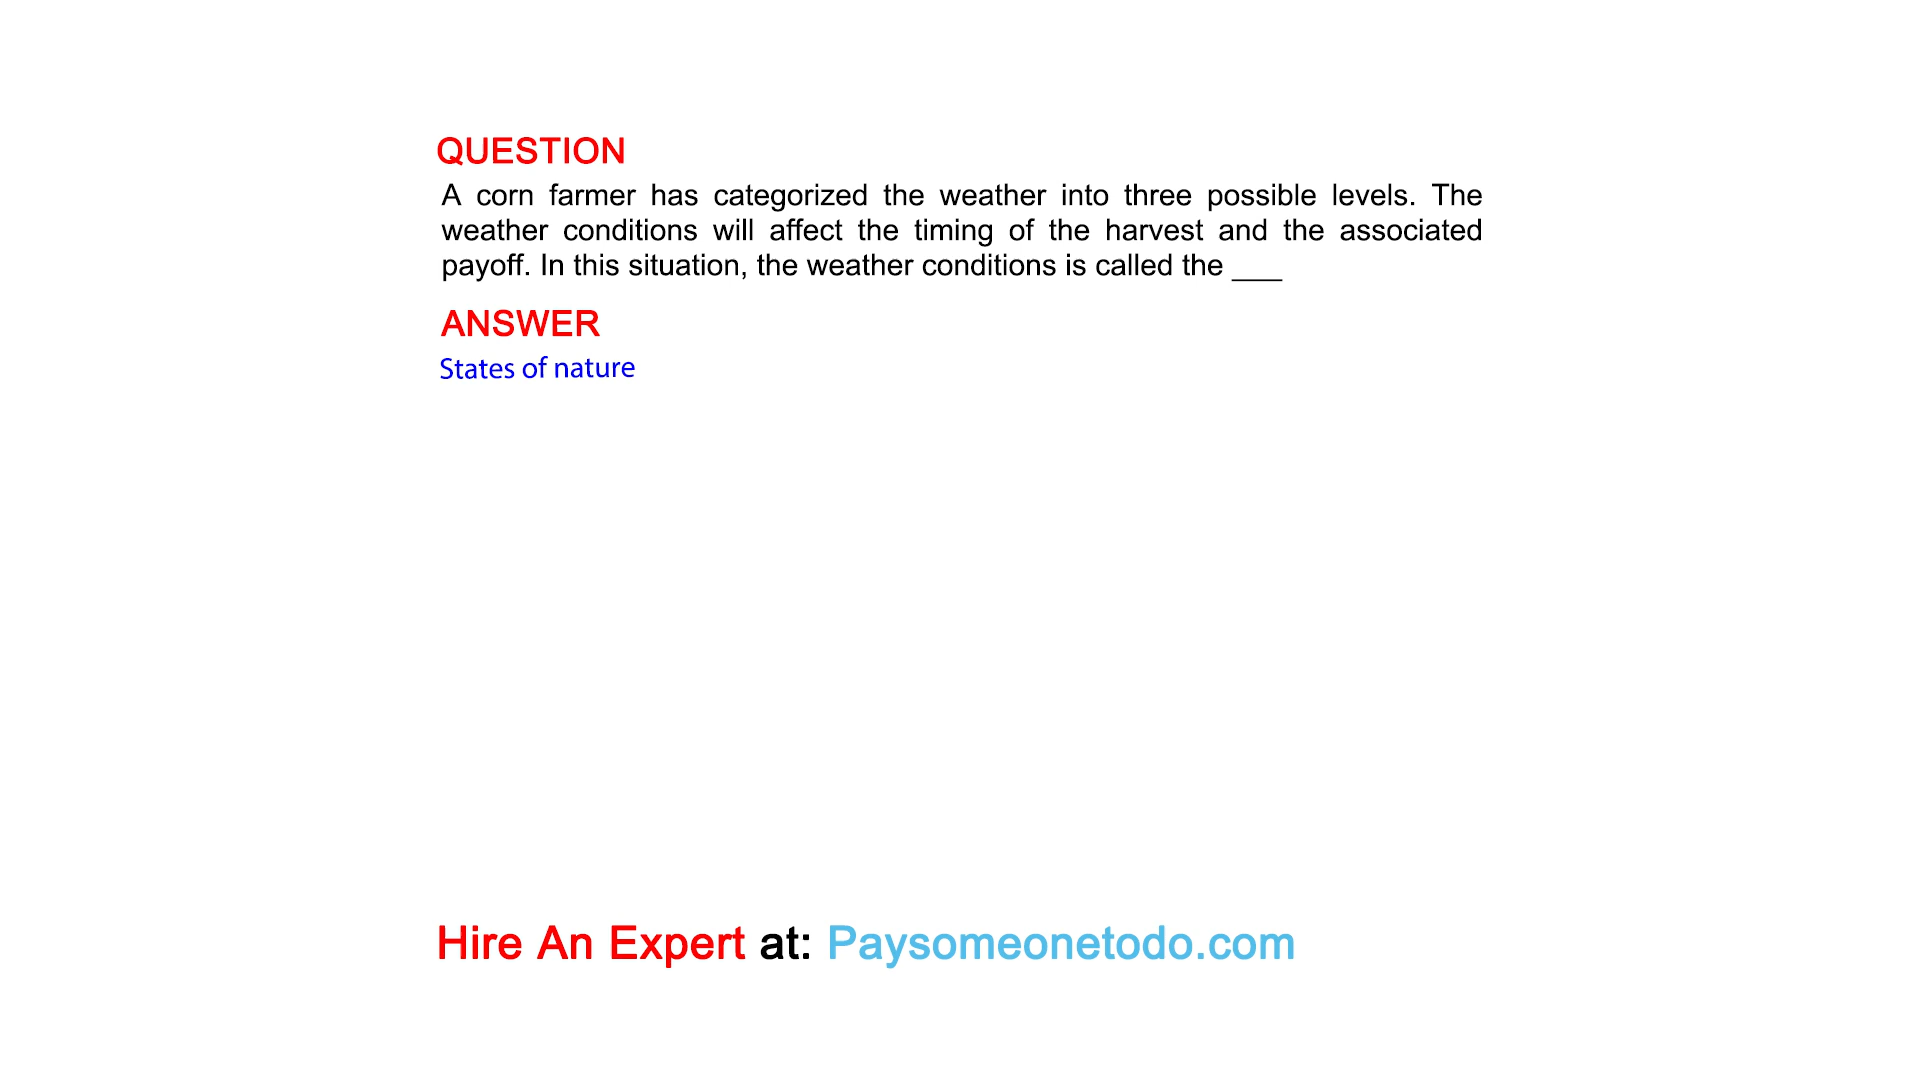 QUESTION
A corn farmer has categorized the weather into three possible levels. The
weather conditions will affect the timing of the harvest and the associated
payoff. In this situation, the weather conditions is called the ___
ANSWER
States of nature
Hire An Expert at: Paysomeonetodo.com